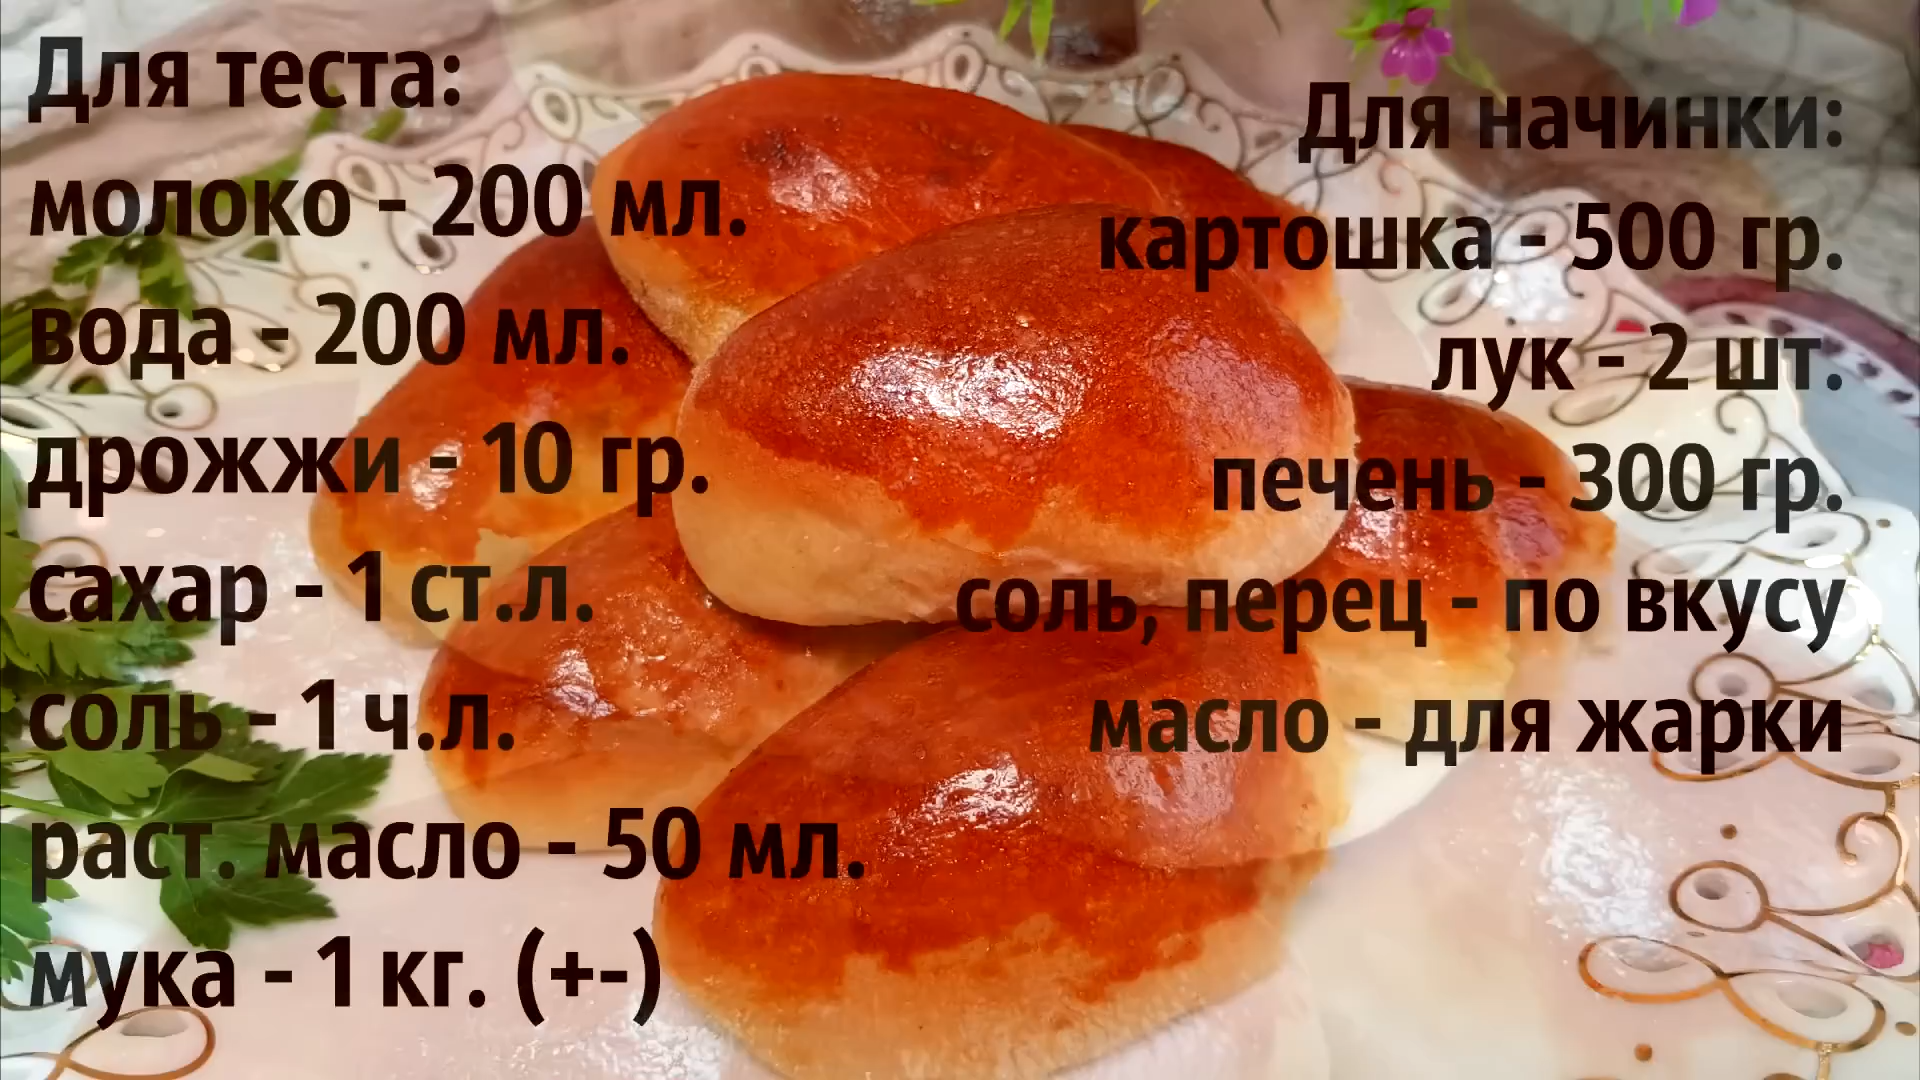 Для теста:
молоко - 200 мл.
вода - 200 мл.
дрожжи - 10 гр.
сахар - 1 ст.л.
соль - 1 ч.л.
раст. масло - 50 мл.
мука - 1 кг. (+-)
Для начинки:
картошка - 500 гр.
лук - 2 шт.
печень - 300 гр.
соль, перец - по вкусу
масло - для жарки